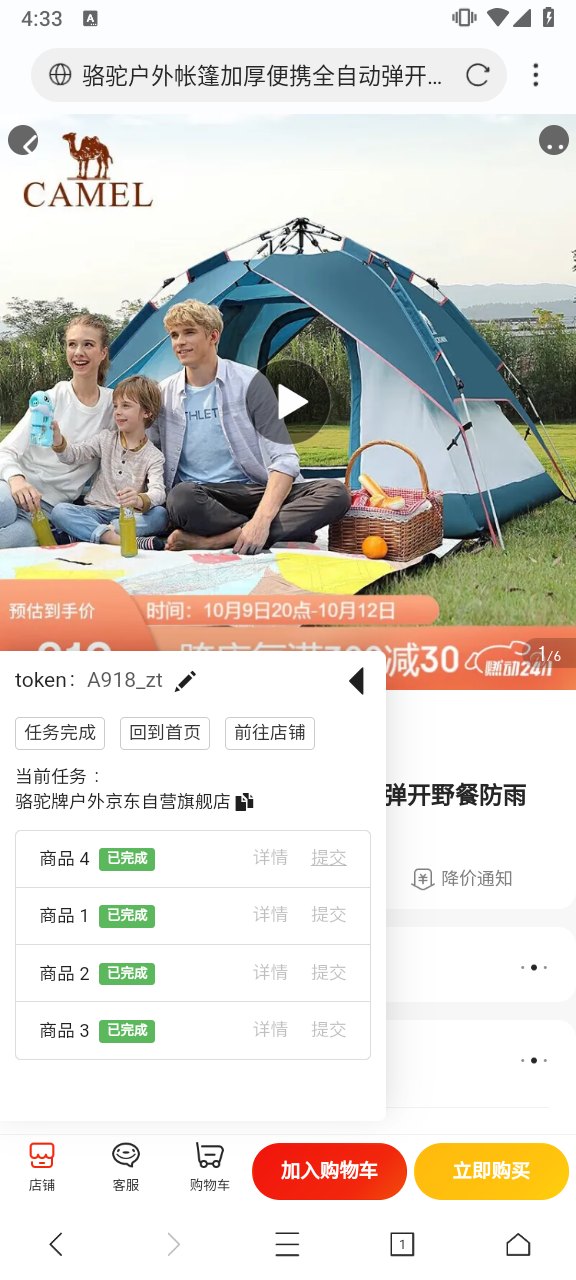 4:33
A
骆驼户外帐篷加厚便携全自动弹开...
CAMEL
THLET
预估到手价
时间：10月9日20点-10月12日
减30
燃动24h
1/6
token：A918_zt
任务完成
回到首页
前往店铺
当前任务：
骆驼牌户外京东自营旗舰店
弹开野餐防雨
商品 4 已完成 详情 提交
降价通知
商品 1 已完成 详情 提交
商品 2 已完成 详情 提交
商品 3 已完成 详情 提交
店铺
客服
购物车
加入购物车
立即购买
1